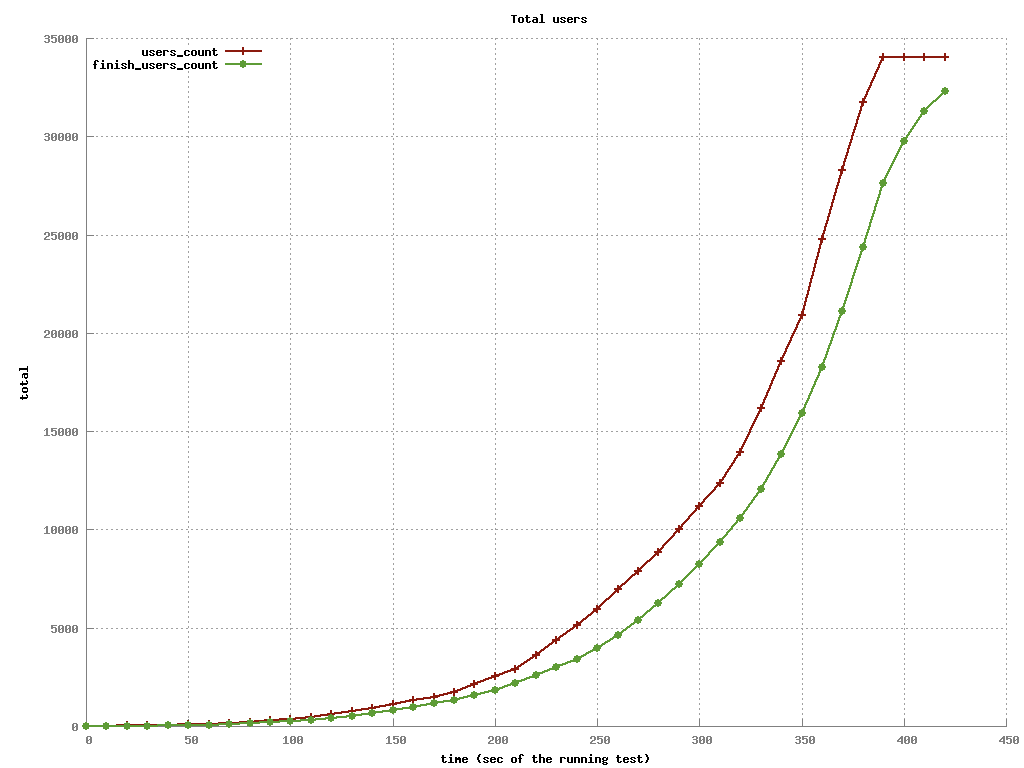 Total users
users_count
finish_users_count
35000
30000
25000
20000
15000
10000
5000
0
total
0 50 100 150 200 250 300 350 400 450
time (sec of the running test)